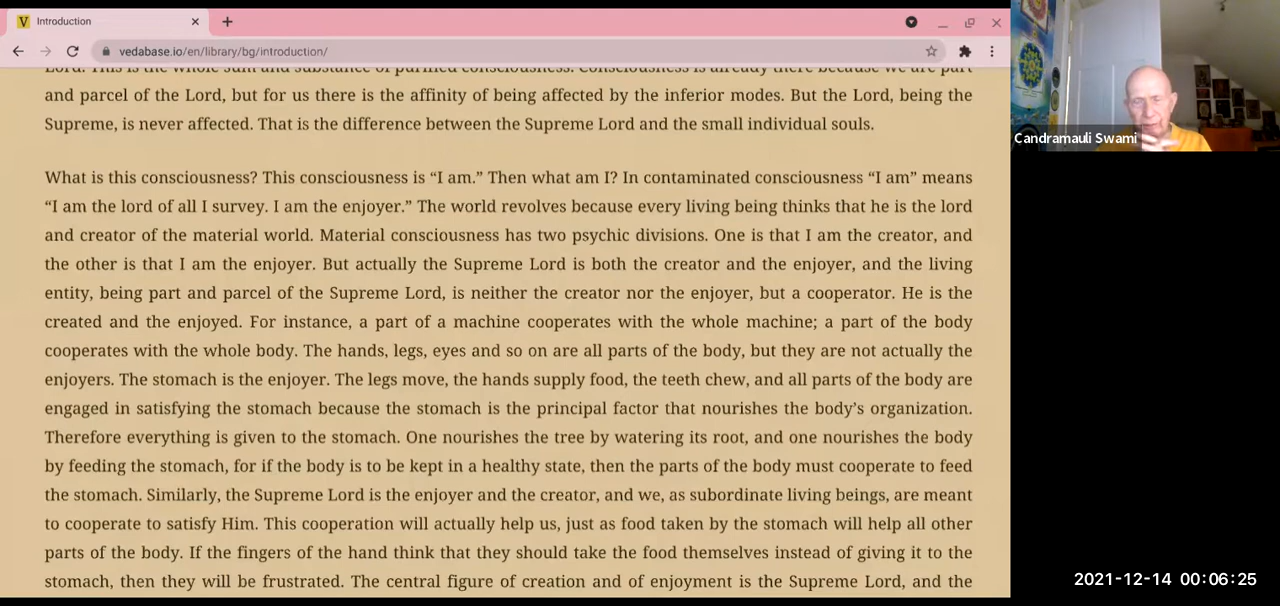 V Introduction
vedabase.io/en/library/bg/introduction/
Lord. This is the whole sum and substance of purified consciousness. Consciousness is already there because we are part
and parcel of the Lord, but for us there is the affinity of being affected by the inferior modes. But the Lord, being the
Supreme, is never affected. That is the difference between the Supreme Lord and the small individual souls.
What is this consciousness? This consciousness is “I am.” Then what am I? In contaminated consciousness “I am” means
“I am the lord of all I survey. I am the enjoyer.” The world revolves because every living being thinks that he is the lord
and creator of the material world. Material consciousness has two psychic divisions. One is that I am the creator, and
the other is that I am the enjoyer. But actually the Supreme Lord is both the creator and the enjoyer, and the living
entity, being part and parcel of the Supreme Lord, is neither the creator nor the enjoyer, but a cooperator. He is the
created and the enjoyed. For instance, a part of a machine cooperates with the whole machine; a part of the body
cooperates with the whole body. The hands, legs, eyes and so on are all parts of the body, but they are not actually the
enjoyers. The stomach is the enjoyer. The legs move, the hands supply food, the teeth chew, and all parts of the body are
engaged in satisfying the stomach because the stomach is the principal factor that nourishes the body’s organization.
Therefore everything is given to the stomach. One nourishes the tree by watering its root, and one nourishes the body
by feeding the stomach, for if the body is to be kept in a healthy state, then the parts of the body must cooperate to feed
the stomach. Similarly, the Supreme Lord is the enjoyer and the creator, and we, as subordinate living beings, are meant
to cooperate to satisfy Him. This cooperation will actually help us, just as food taken by the stomach will help all other
parts of the body. If the fingers of the hand think that they should take the food themselves instead of giving it to the
stomach, then they will be frustrated. The central figure of creation and of enjoyment is the Supreme Lord, and the
Candramauli Swami
2021-12-14 00:06:25